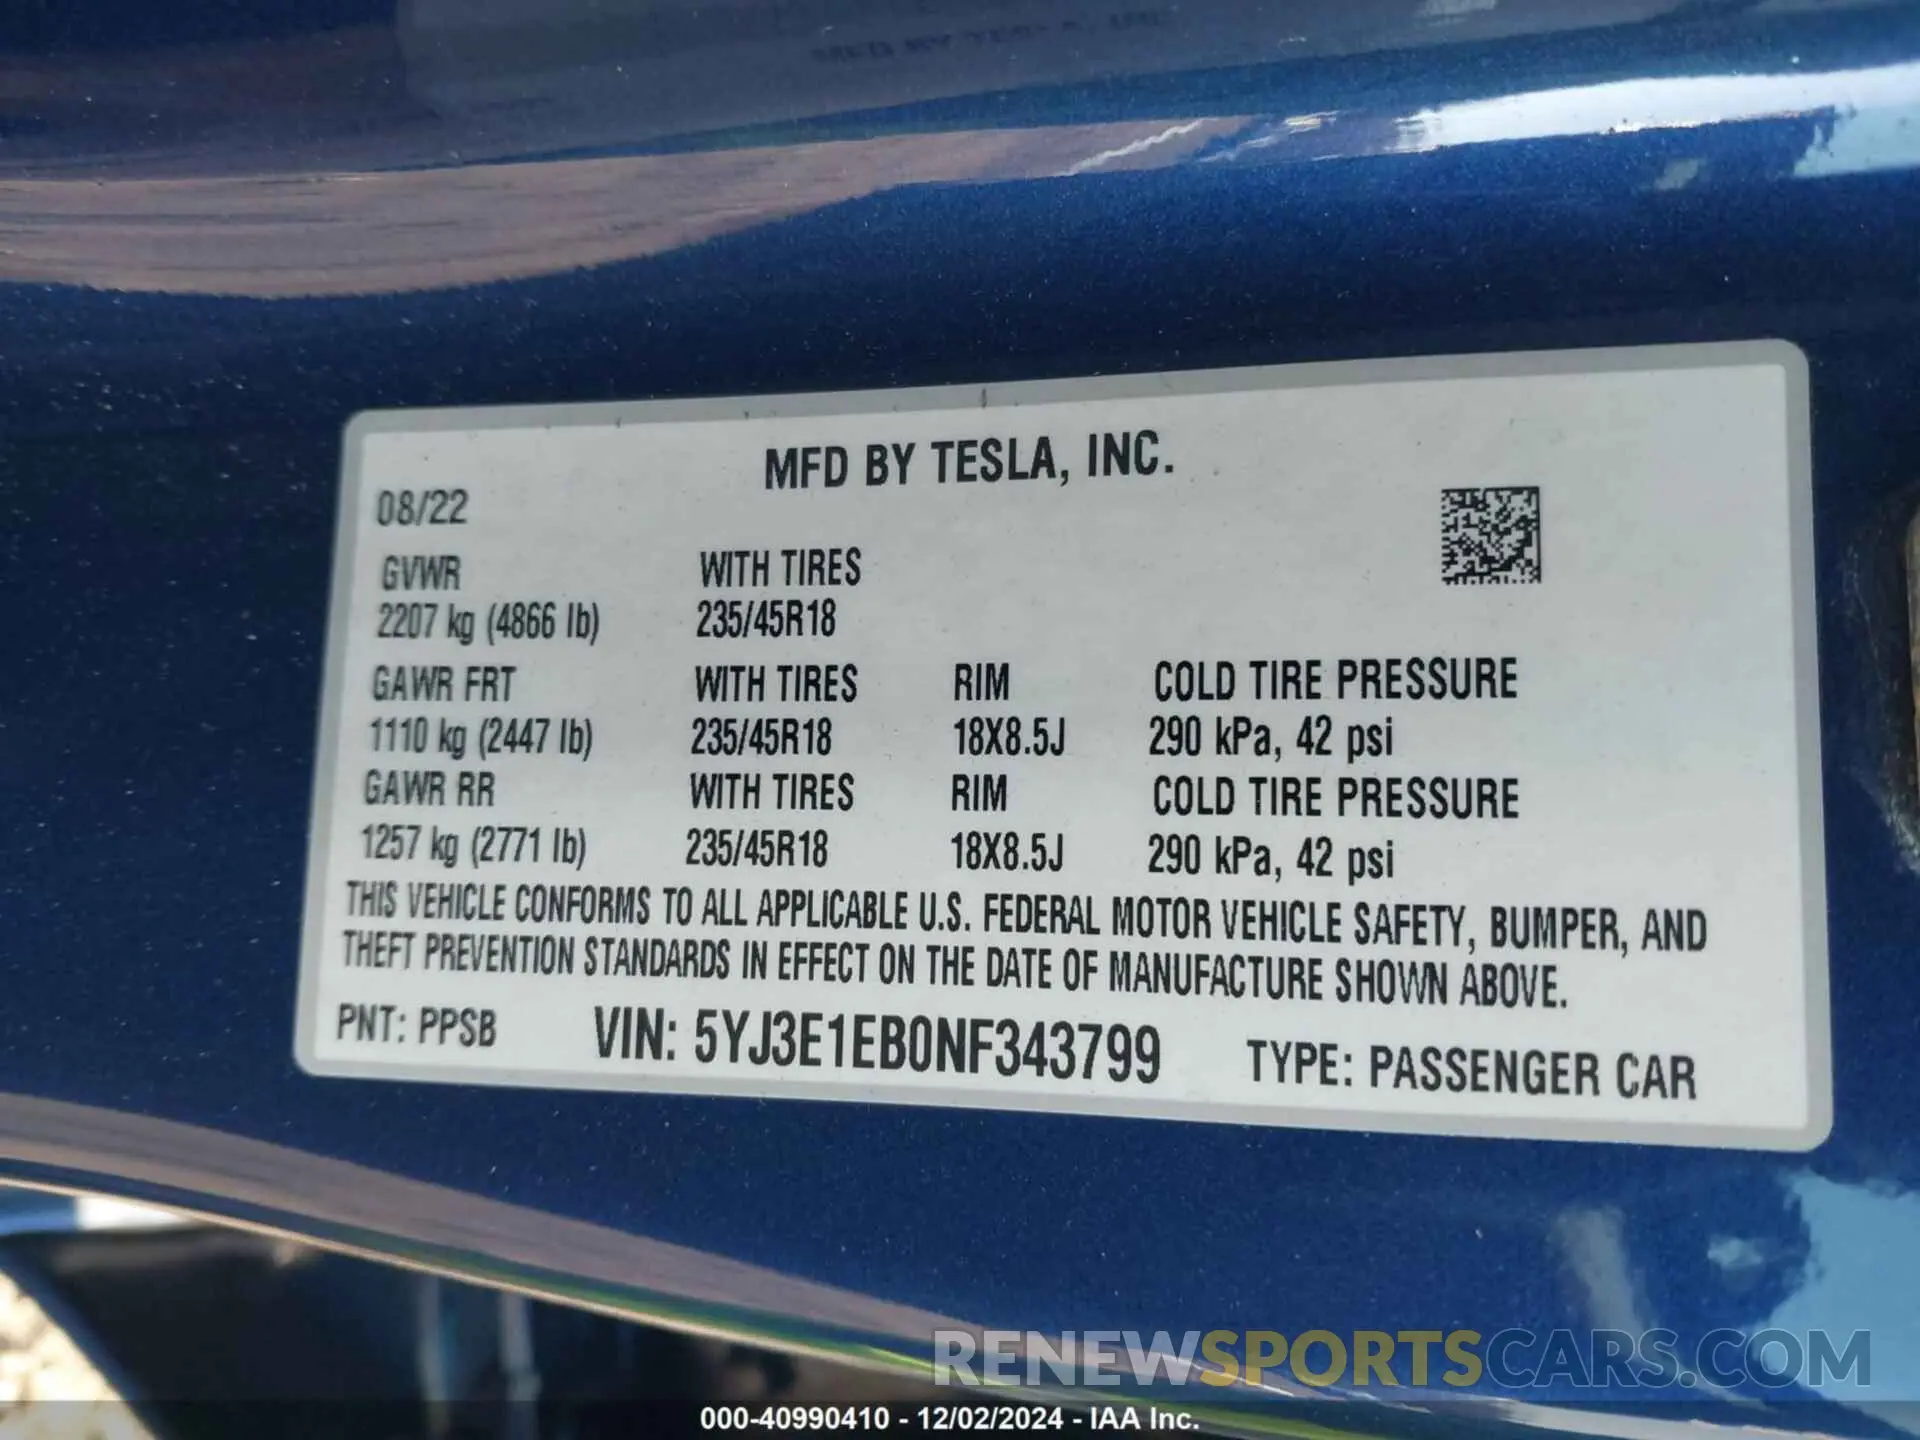 MFD BY TESLA, INC.
08/22
GVWR WITH TIRES
2207 kg (4866 lb) 235/45R18
GAWR FRT WITH TIRES RIM COLD TIRE PRESSURE
1110 kg (2447 lb) 235/45R18 18X8.5J 290 kPa, 42 psi
GAWR RR WITH TIRES RIM COLD TIRE PRESSURE
1257 kg (2771 lb) 235/45R18 18X8.5J 290 kPa, 42 psi
THIS VEHICLE CONFORMS TO ALL APPLICABLE U.S. FEDERAL MOTOR VEHICLE SAFETY, BUMPER, AND
THEFT PREVENTION STANDARDS IN EFFECT ON THE DATE OF MANUFACTURE SHOWN ABOVE.
PNT: PPSB VIN: 5YJ3E1EB0NF343799 TYPE: PASSENGER CAR
RENEWSPORTSCARS.COM
000-40990410 - 12/02/2024 - IAA Inc.